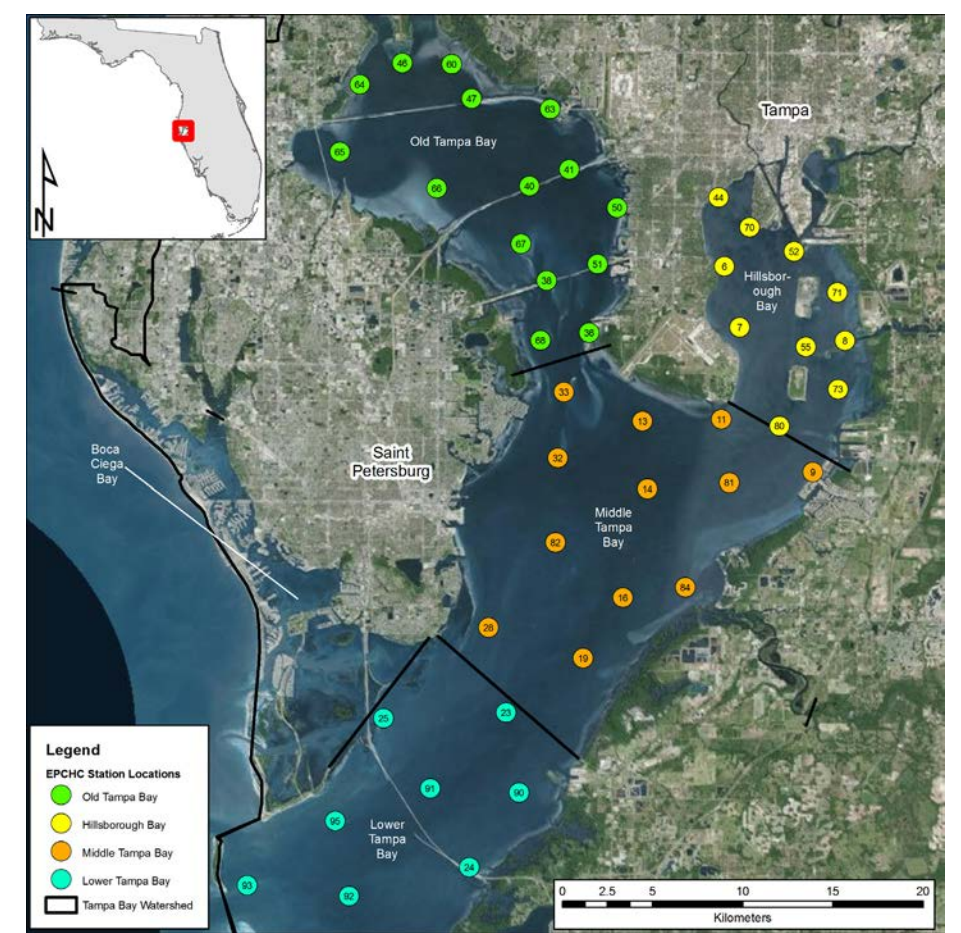 46
60
64
47
63
Tampa
Old Tampa Bay
65
41
66
40
44
50
70
67
52
51
6
Hillsbor-
ough
Bay
38
71
7
36
68
55
8
N
33
73
13
11
80
Boca
Ciega
Bay
Saint
Petersburg
32
9
14
81
Middle
Tampa
Bay
82
84
16
28
19
25
23
91
90
95
Lower
Tampa
Bay
24
93
92
Legend
EPCHC Station Locations
Old Tampa Bay
Hillsborough Bay
Middle Tampa Bay
Lower Tampa Bay
Tampa Bay Watershed
0 2.5 5 10 15 20
Kilometers